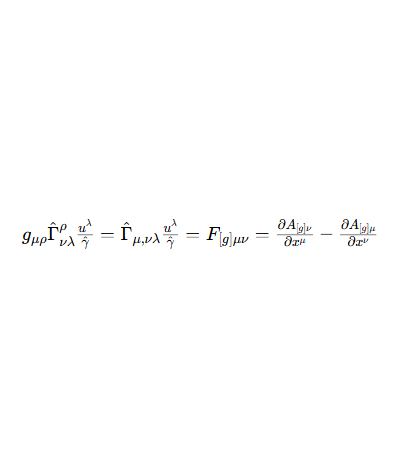 $g_{\mu\rho}\hat{\Gamma}^{\rho}_{\nu\lambda}\frac{u^{\lambda}}{\hat{\gamma}} = \hat{\Gamma}_{\mu,\nu\lambda}\frac{u^{\lambda}}{\hat{\gamma}} = F_{[g]\mu\nu} = \frac{\partial A_{[g]\nu}}{\partial x^{\mu}} - \frac{\partial A_{[g]\mu}}{\partial x^{\nu}}$